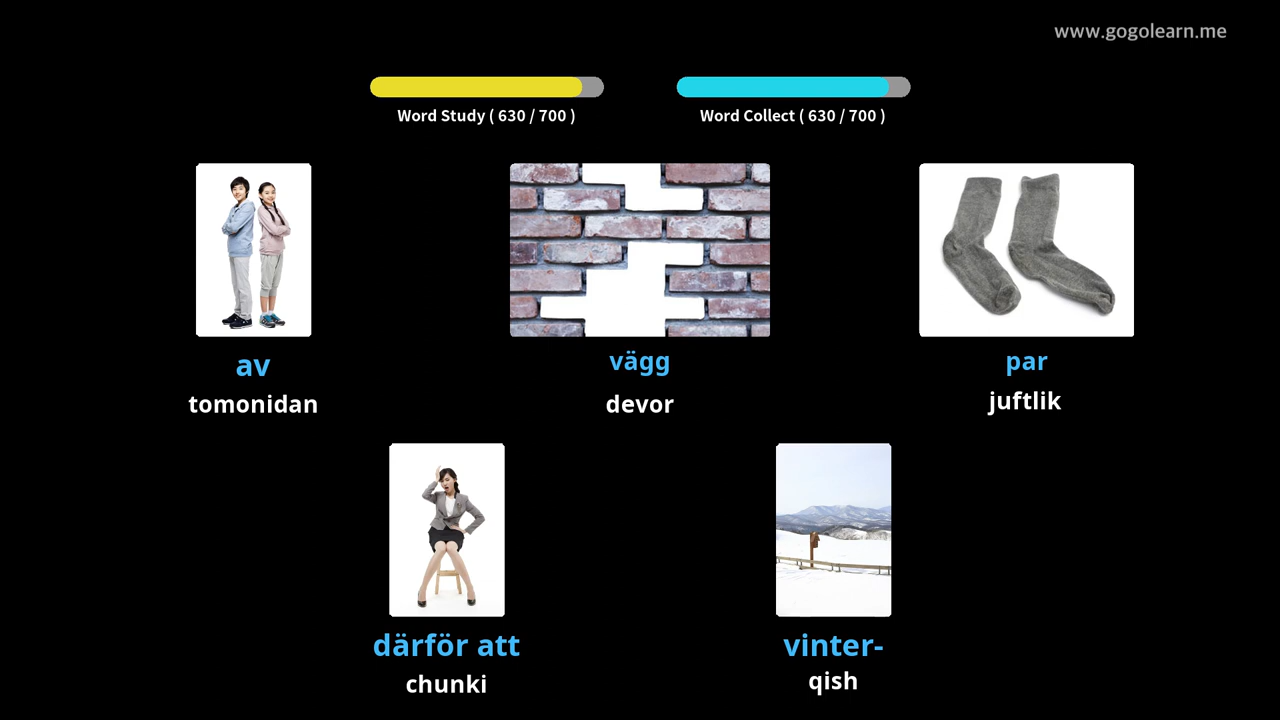 www.gogolearn.me
Word Study ( 630 / 700 )
Word Collect ( 630 / 700 )
av
tomonidan
vägg
devor
par
juftlik
därför att
chunki
vinter-
qish